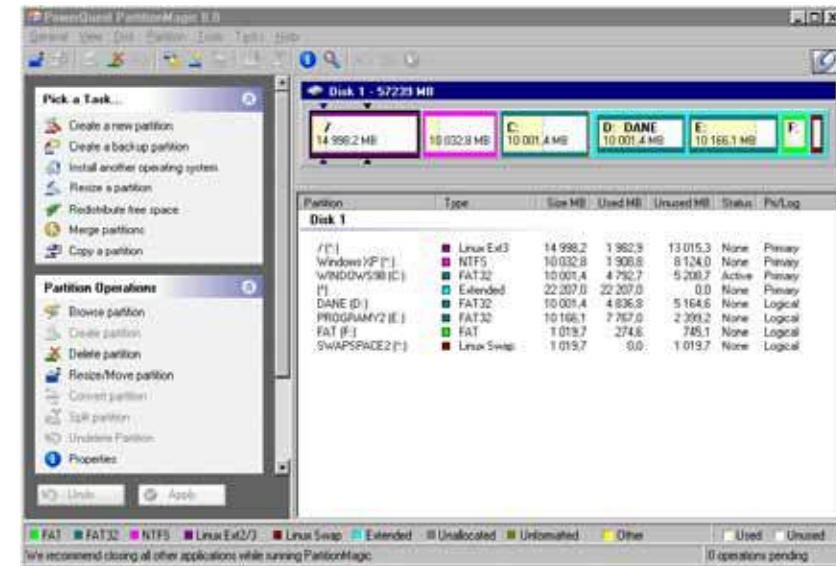 PowerQuest PartitionMagic 8.0
General View Disk Partition Tools Tasks Help
Pick a Task...
Create a new partition
Create a backup partition
Install another operating system
Resize a partition
Redistribute free space
Merge partitions
Copy a partition
Partition Operations
Browse partition
Create partition
Delete partition
Resize/Move partition
Convert partition
Split partition
Undelete Partition
Properties
Undo Apply
Disk 1 - 57239 MB
/
14 998.2 MB
10 032.8 MB
C:
10 001.4 MB
D: DANE
10 001.4 MB
E:
10 166.1 MB
F:
Partition Type Size MB Used MB Unused MB Status Pri/Log
Disk 1
/ (*:) Linux Ext3 14 998,2 1 982,9 13 015,3 None Primary
Windows XP (*:) NTFS 10 032,8 1 908,8 8 124,0 None Primary
WINDOWS98 (C:) FAT32 10 001,4 4 792,7 5 208,7 Active Primary
(*) Extended 22 207,0 22 207,0 0,0 None Primary
DANE (D:) FAT32 10 001,4 4 836,8 5 164,6 None Logical
PROGRAMY2 (E:) FAT32 10 166,1 7 767,0 2 399,2 None Logical
FAT (F:) FAT 1 019,7 274,6 745,1 None Logical
SWAPSPACE2 (*:) Linux Swap 1 019,7 0,0 1 019,7 None Logical
FAT FAT32 NTFS Linux Ext2/3 Linux Swap Extended Unallocated Unformatted Other Used Unused
We recommend closing all other applications while running PartitionMagic.
0 operations pending